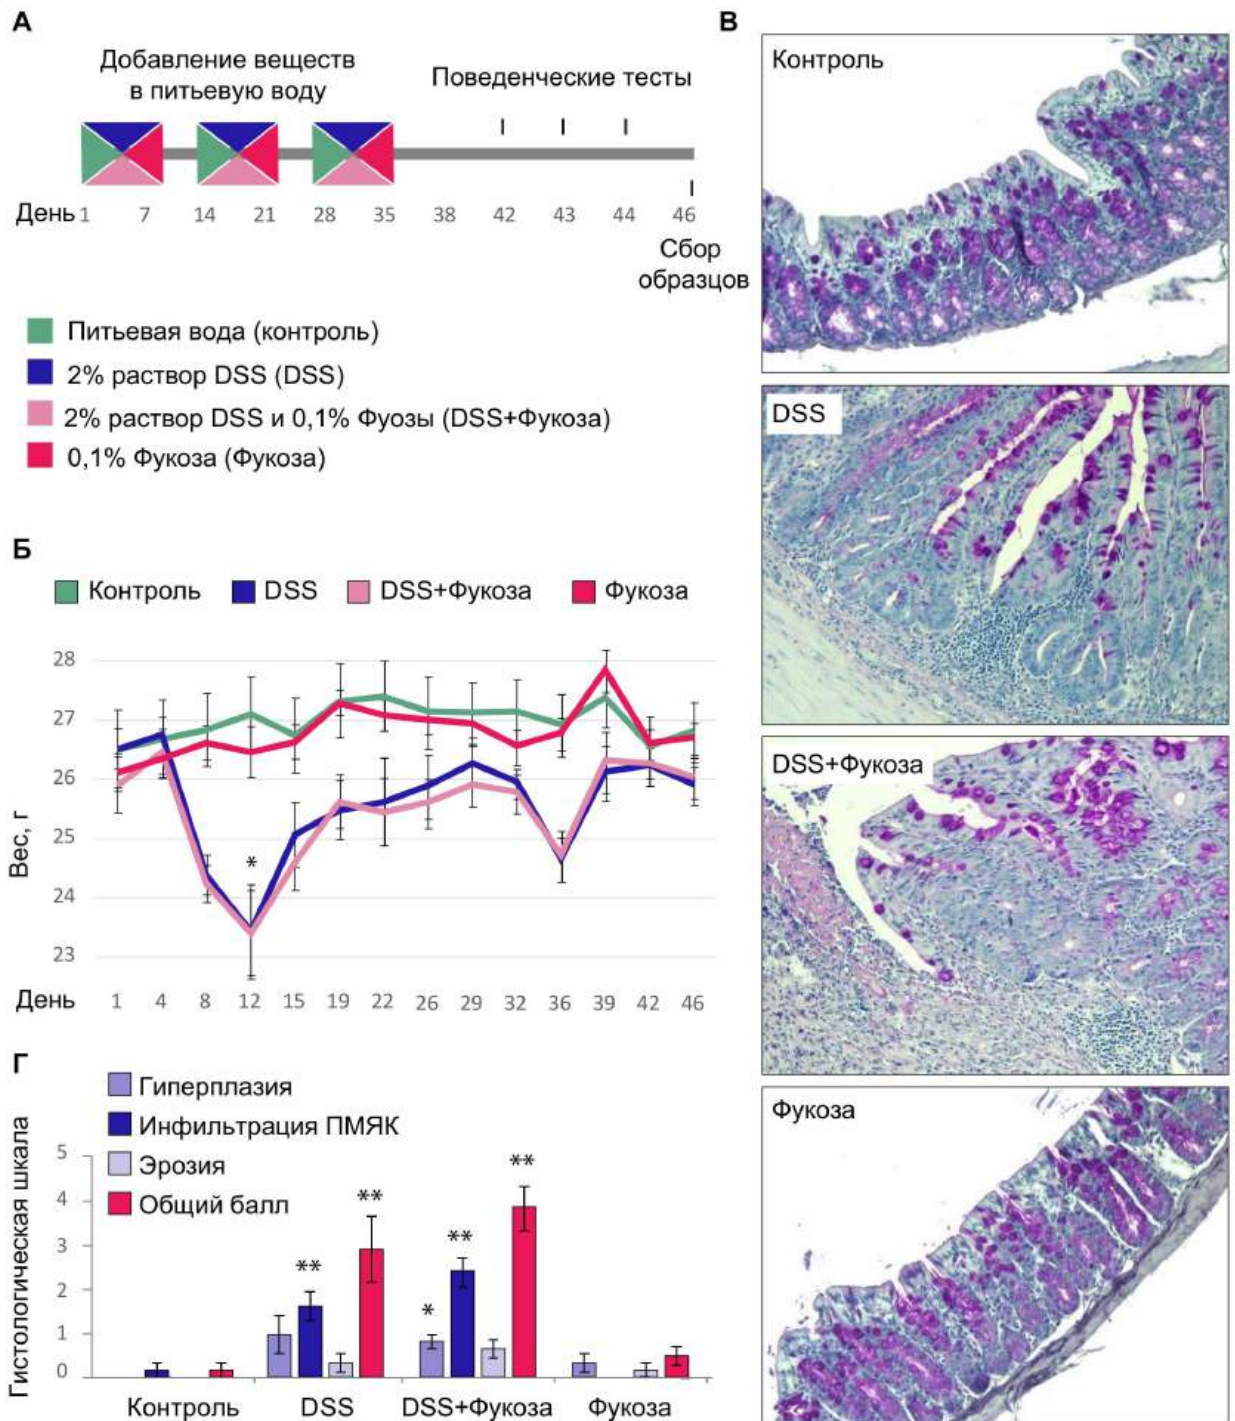 А
Добавление веществ
в питьевую воду
Поведенческие тесты
День 1 7 14 21 28 35 38 42 43 44 46
Сбор
образцов
Питьевая вода (контроль)
2% раствор DSS (DSS)
2% раствор DSS и 0,1% Фуозы (DSS+Фукоза)
0,1% Фукоза (Фукоза)
Б
Контроль DSS DSS+Фукоза Фукоза
Вес, г
28
27
26
25
24
23
*
День 1 4 8 12 15 19 22 26 29 32 36 39 42 46
Г
Гиперплазия
Инфильтрация ПМЯК
Эрозия
Общий балл
Гистологическая шкала
5
4
3
2
1
0
** ** * ** **
Контроль DSS DSS+Фукоза Фукоза
В
Контроль
DSS
DSS+Фукоза
Фукоза